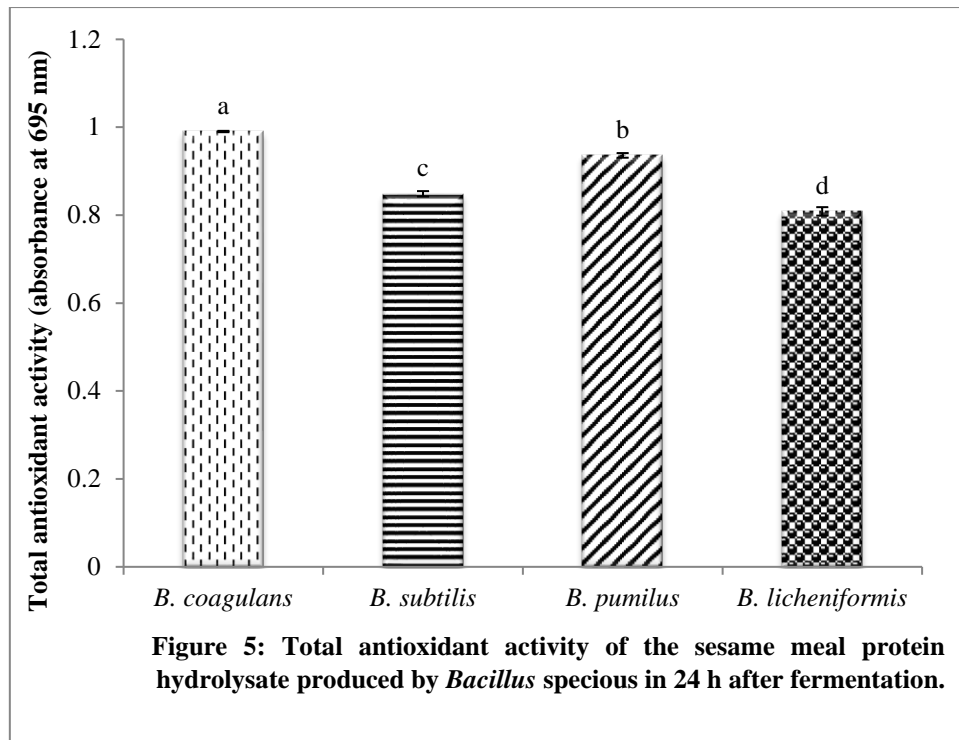 Total antioxidant activity (absorbance at 695 nm)
1.2
1
0.8
0.6
0.4
0.2
0
a
c
b
d
B. coagulans
B. subtilis
B. pumilus
B. licheniformis
Figure 5: Total antioxidant activity of the sesame meal protein
hydrolysate produced by Bacillus specious in 24 h after fermentation.